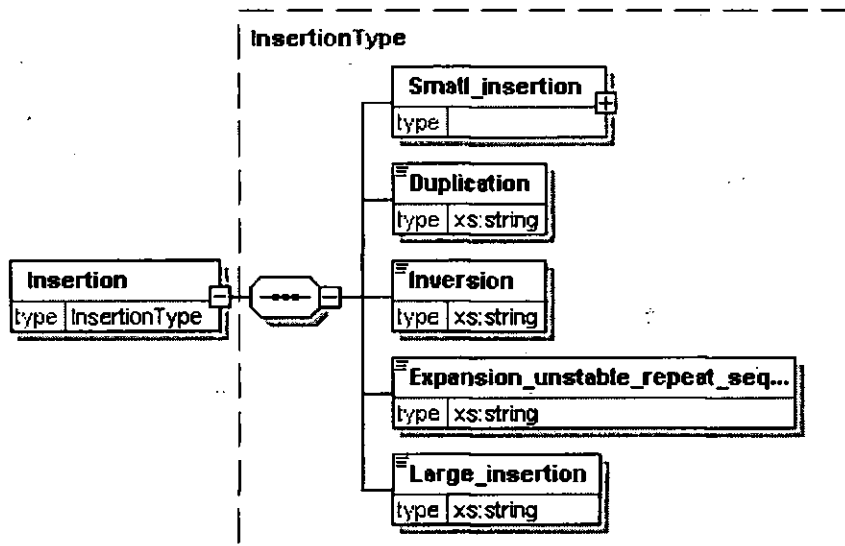 InsertionType
Small_insertion
type
Duplication
type xs:string
Insertion
type InsertionType
Inversion
type xs:string
Expansion_unstable_repeat_seq...
type xs:string
Large_insertion
type xs:string